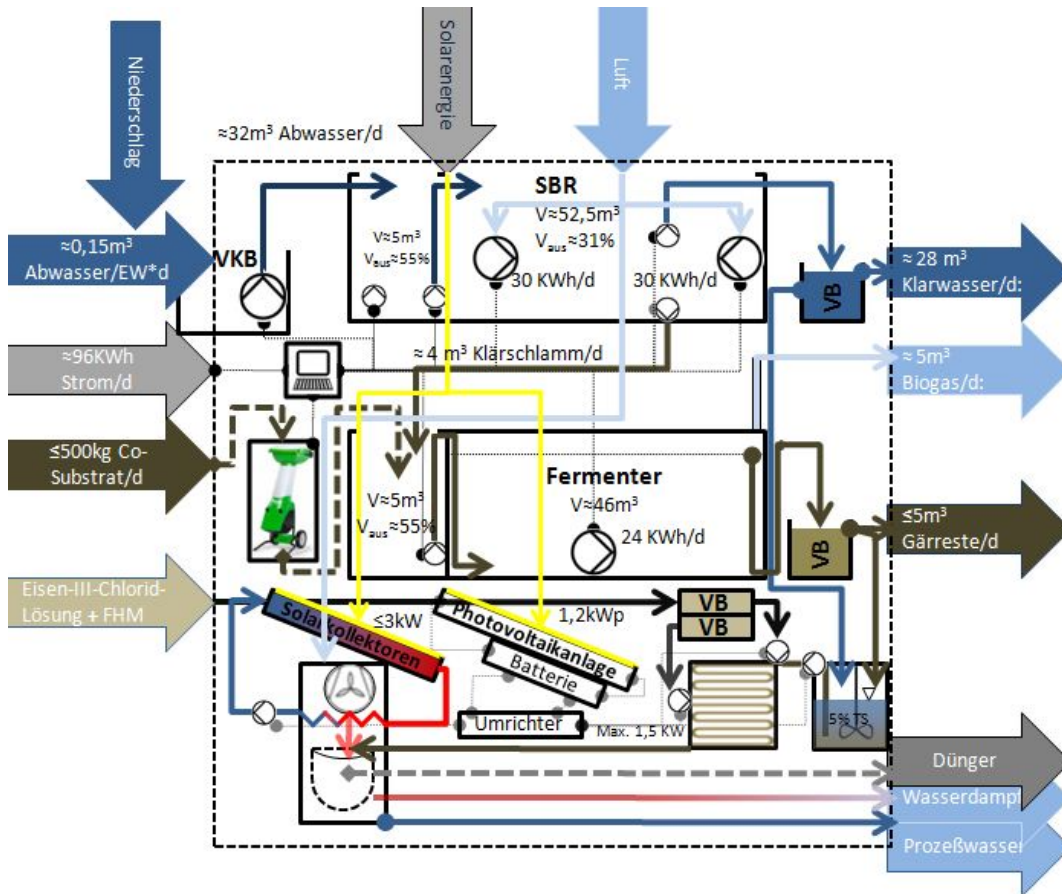 Niederschlag
Solarenergie
Luft
≈32m³ Abwasser/d
SBR
V≈52,5m³
Vaus≈31%
V≈5m³
Vaus≈55%
30 KWh/d
30 KWh/d
≈0,15m³
Abwasser/EW*d
VKB
VB
≈ 28 m³
Klarwasser/d:
≈96KWh
Strom/d
≈ 4 m³ Klärschlamm/d
≈ 5m³
Biogas/d:
≤500kg Co-
Substrat/d
Fermenter
V≈46m³
V≈5m³
Vaus≈55%
24 KWh/d
VB
≤5m³
Gärreste/d
Eisen-III-Chlorid-
Lösung + FHM
Solarkollektoren
≤3kW
Photovoltaikanlage
1,2kWp
VB
VB
Batterie
Umrichter
Max. 1,5 KW
5% TS
Dünger
Wasserdampf
Prozeßwasser